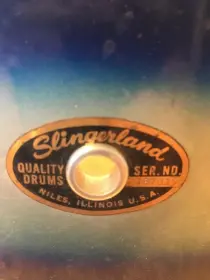 Slingerland
QUALITY DRUMS SER. NO.
NILES, ILLINOIS U.S.A.